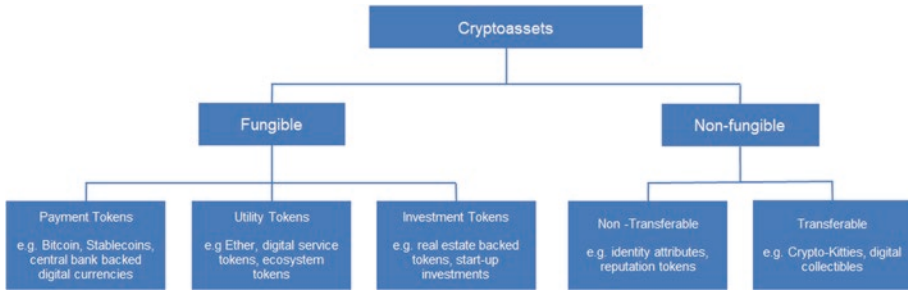 Cryptoassets
Fungible
Non-fungible
Payment Tokens
e.g. Bitcoin, Stablecoins,
central bank backed
digital currencies
Utility Tokens
e.g Ether, digital service
tokens, ecosystem
tokens
Investment Tokens
e.g. real estate backed
tokens, start-up
investments
Non -Transferable
e.g. identity attributes,
reputation tokens
Transferable
e.g. Crypto-Kitties, digital
collectibles